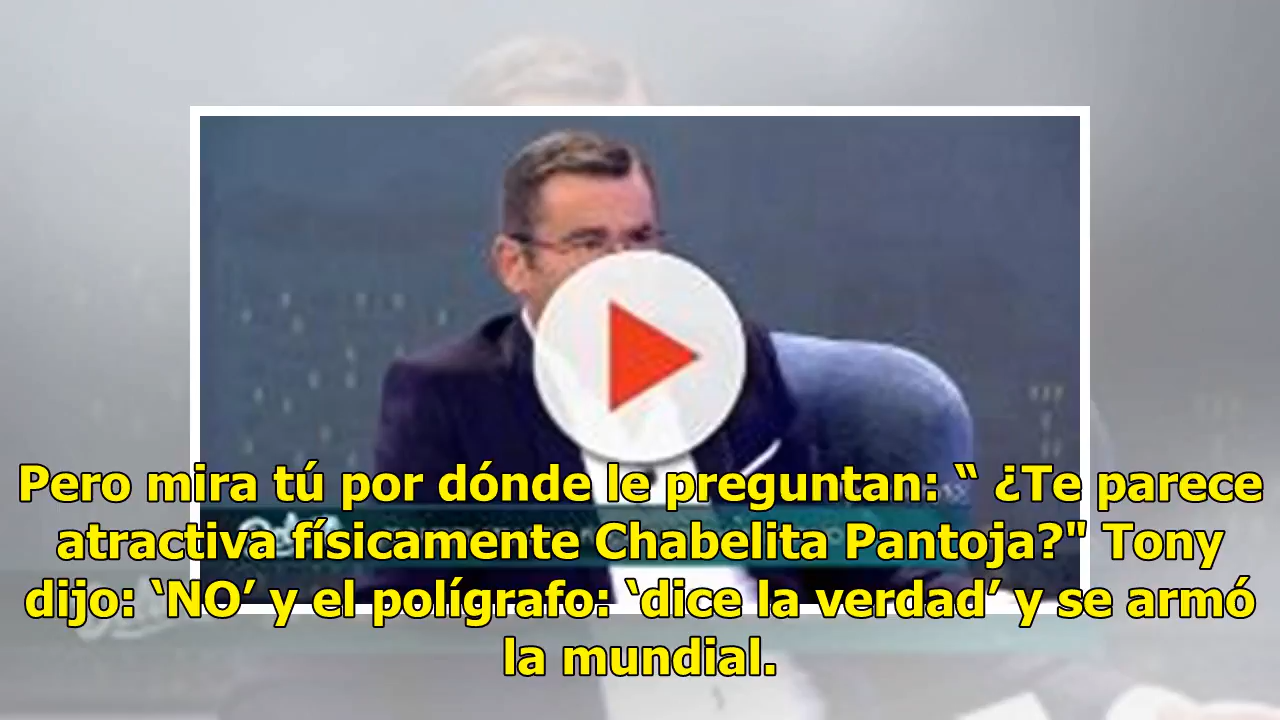 Pero mira tú por dónde le preguntan: “ ¿Te parece
atractiva físicamente Chabelita Pantoja?" Tony
dijo: ‘NO’ y el polígrafo: ‘dice la verdad’ y se armó
la mundial.